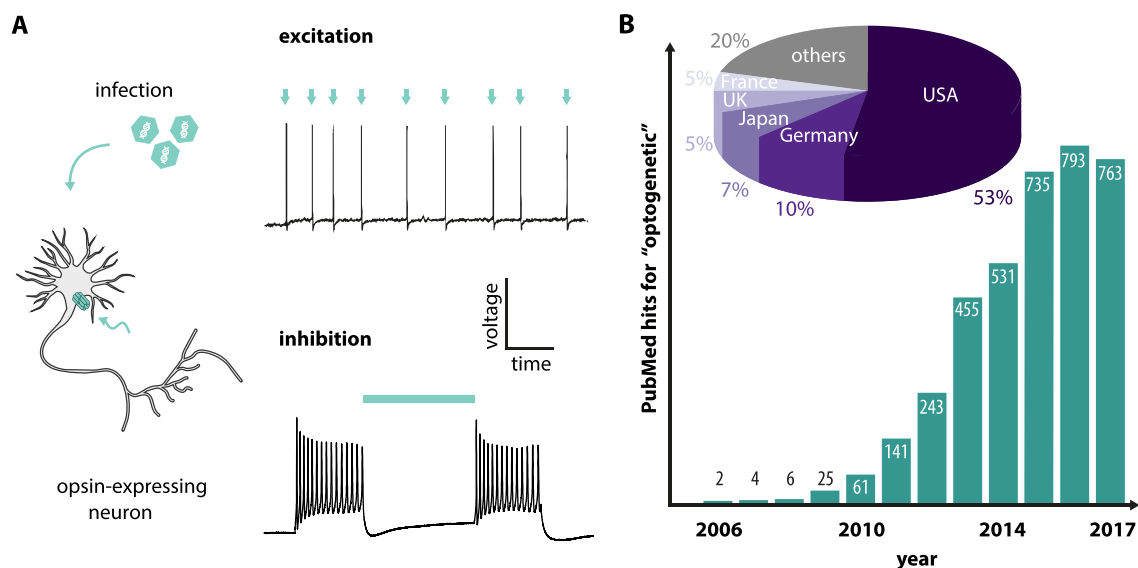 A
infection
opsin-expressing
neuron
excitation
voltage
time
inhibition
B
20%
others
5%
France
UK
5%
Japan
7%
Germany
10%
USA
53%
PubMed hits for “optogenetic”
2
4
6
25
61
141
243
455
531
735
793
763
2006
2010
2014
2017
year